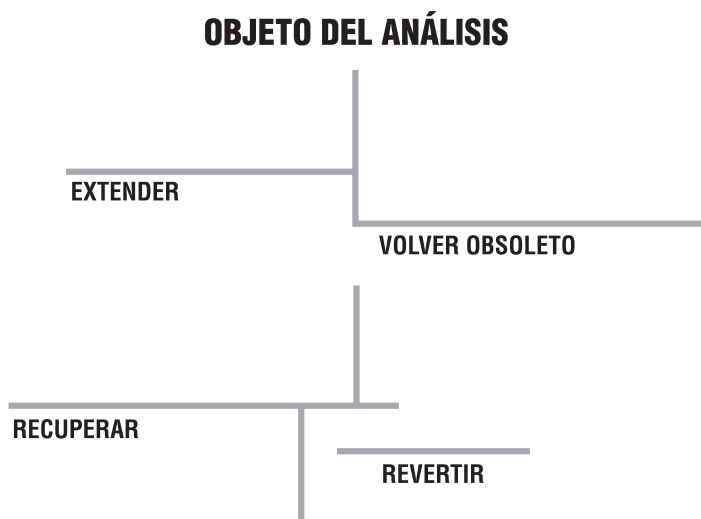 OBJETO DEL ANÁLISIS
EXTENDER
VOLVER OBSOLETO
RECUPERAR
REVERTIR